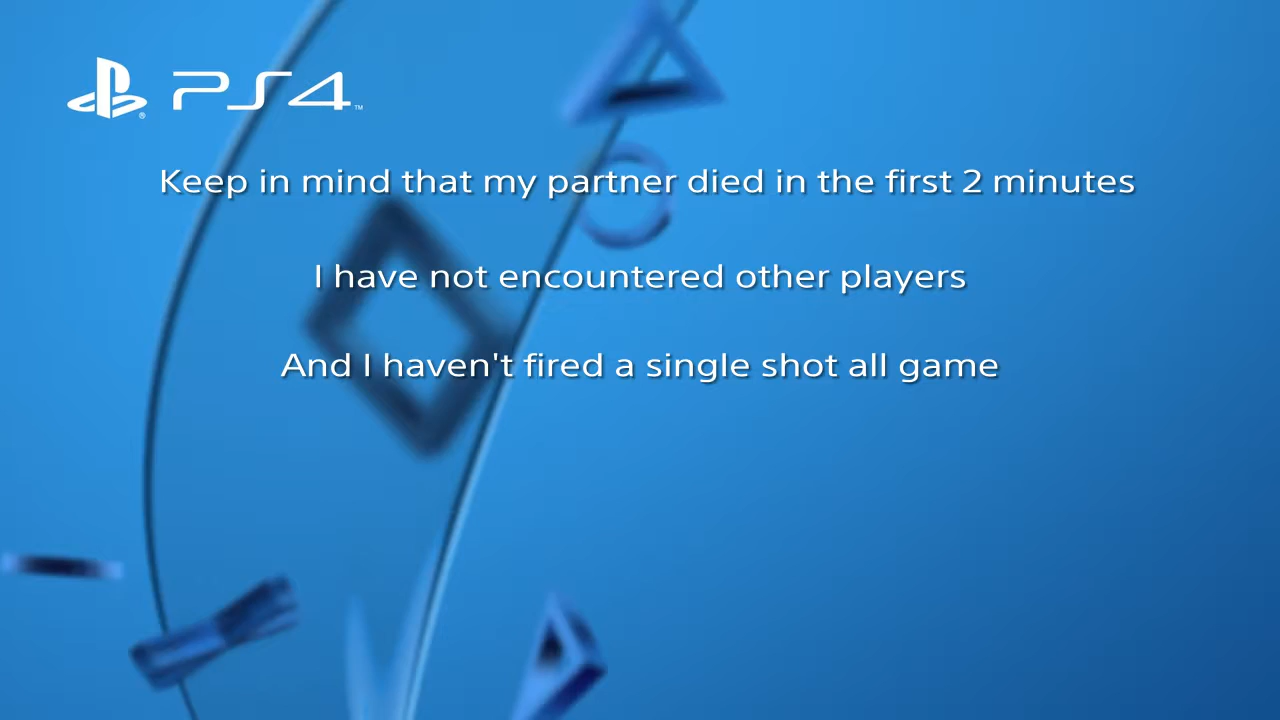 PS4™
Keep in mind that my partner died in the first 2 minutes
I have not encountered other players
And I haven't fired a single shot all game